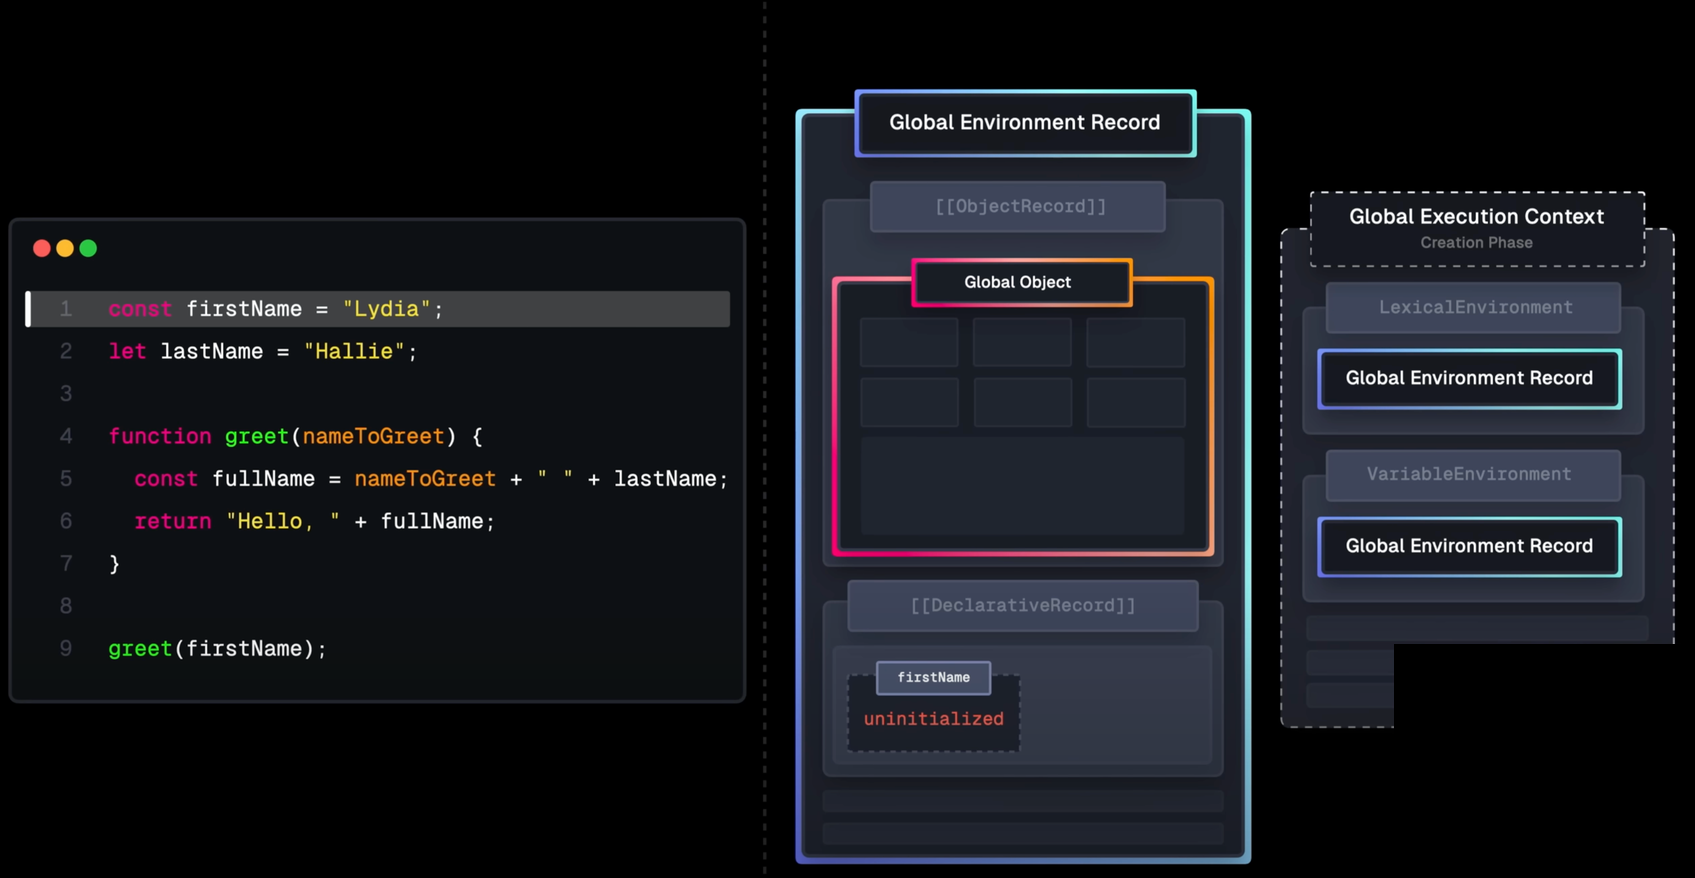 1 const firstName = "Lydia";
2 let lastName = "Hallie";
3
4 function greet(nameToGreet) {
5 const fullName = nameToGreet + " " + lastName;
6 return "Hello, " + fullName;
7 }
8
9 greet(firstName);
Global Environment Record
[[ObjectRecord]]
Global Object
[[DeclarativeRecord]]
firstName
uninitialized
Global Execution Context
Creation Phase
LexicalEnvironment
Global Environment Record
VariableEnvironment
Global Environment Record